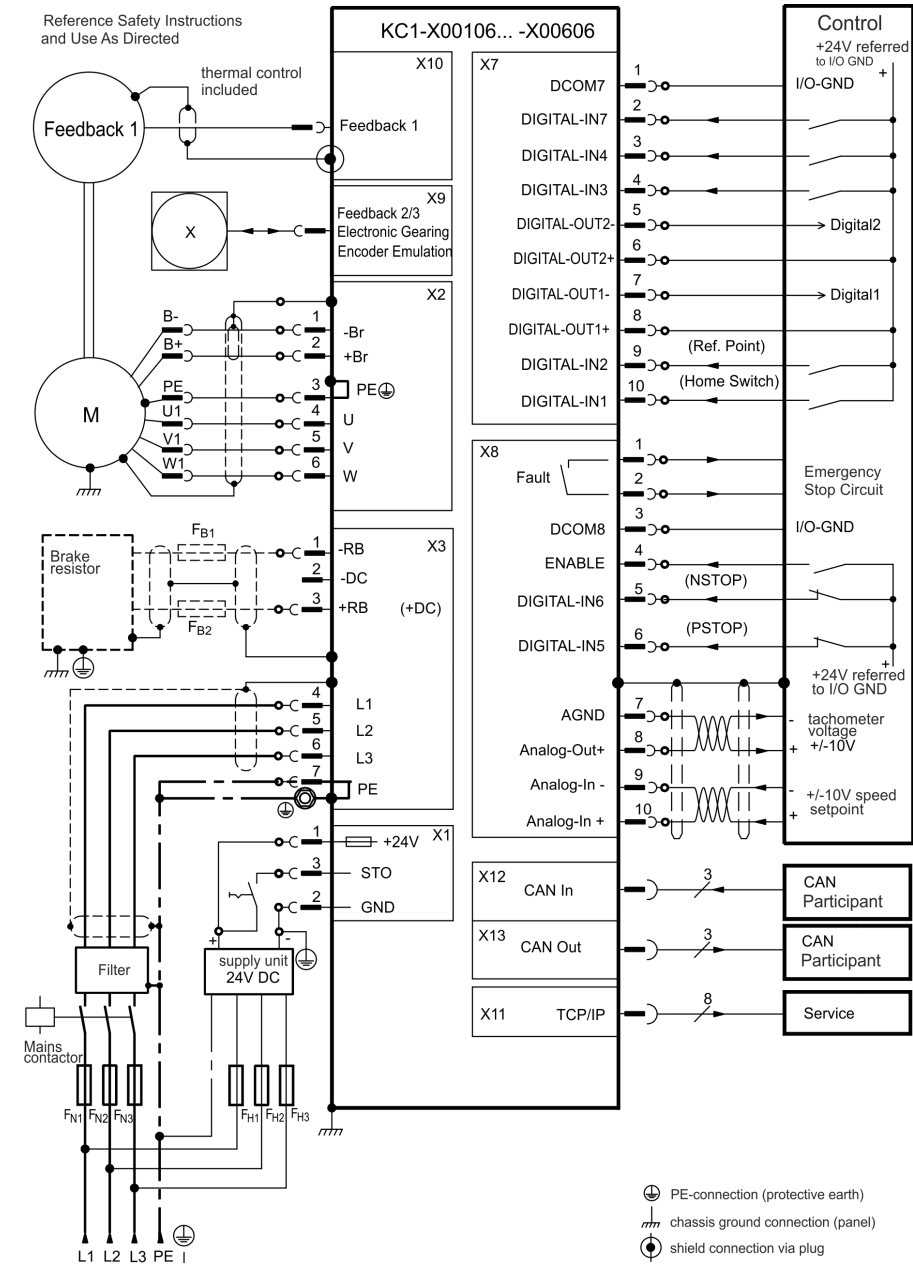 Reference Safety Instructions
and Use As Directed
KC1-X00106... -X00606
Control
+24V referred
to I/O GND
+
thermal control
included
Feedback 1
X10
Feedback 1
X9
X
Feedback 2/3
Electronic Gearing
Encoder Emulation
X2
B-
1
-Br
B+
2
+Br
PE
3
PE
M
U1
4
U
V1
5
V
W1
6
W
Brake
resistor
FB1
1
-RB
X3
2
-DC
3
+RB
(+DC)
FB2
4
L1
5
L2
6
L3
7
PE
1
+24V
X1
3
STO
2
GND
+
-
supply unit
24V DC
Filter
Mains
contactor
FN1
FN2
FN3
FH1
FH2
FH3
L1
L2
L3
PE
X7
DCOM7
1
I/O-GND
DIGITAL-IN7
2
DIGITAL-IN4
3
DIGITAL-IN3
4
DIGITAL-OUT2-
5
Digital2
DIGITAL-OUT2+
6
DIGITAL-OUT1-
7
Digital1
DIGITAL-OUT1+
8
DIGITAL-IN2
9
(Ref. Point)
DIGITAL-IN1
10
(Home Switch)
X8
Fault
1
2
Emergency
Stop Circuit
DCOM8
3
I/O-GND
ENABLE
4
DIGITAL-IN6
5
(NSTOP)
DIGITAL-IN5
6
(PSTOP)
+
+24V referred
to I/O GND
AGND
7
-
tachometer
voltage
Analog-Out+
8
+
+/-10V
Analog-In -
9
-
+/-10V speed
setpoint
Analog-In +
10
+
X12
CAN In
3
CAN
Participant
X13
CAN Out
3
CAN
Participant
X11
TCP/IP
8
Service
PE-connection (protective earth)
chassis ground connection (panel)
shield connection via plug